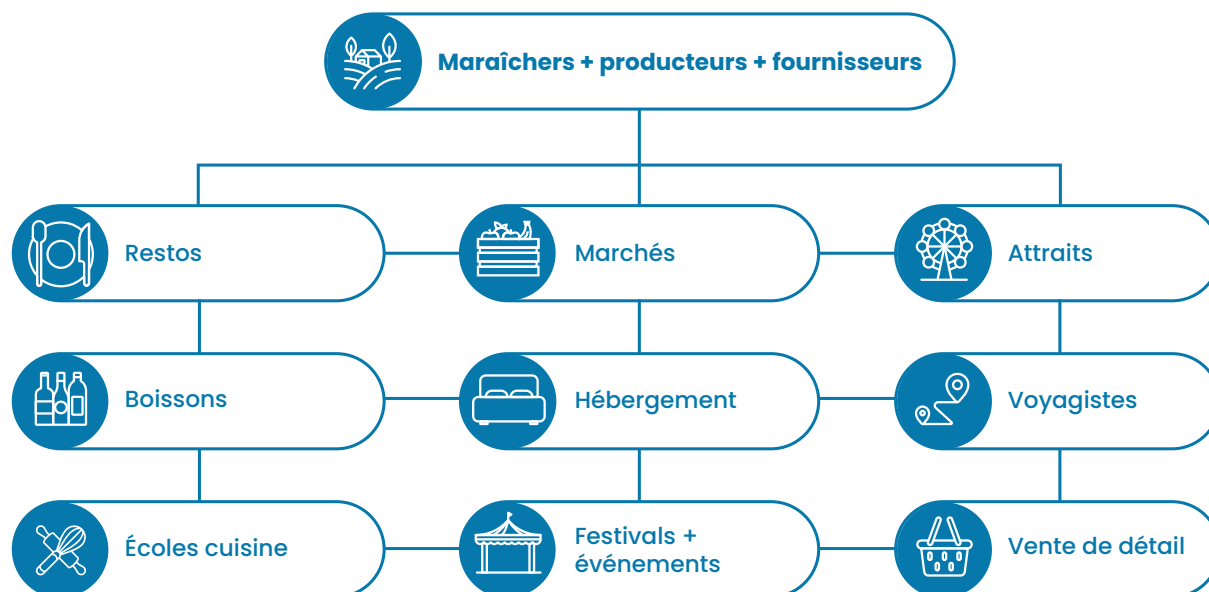 Maraîchers + producteurs + fournisseurs
Restos
Marchés
Attraits
Boissons
Hébergement
Voyagistes
Écoles cuisine
Festivals +
événements
Vente de détail